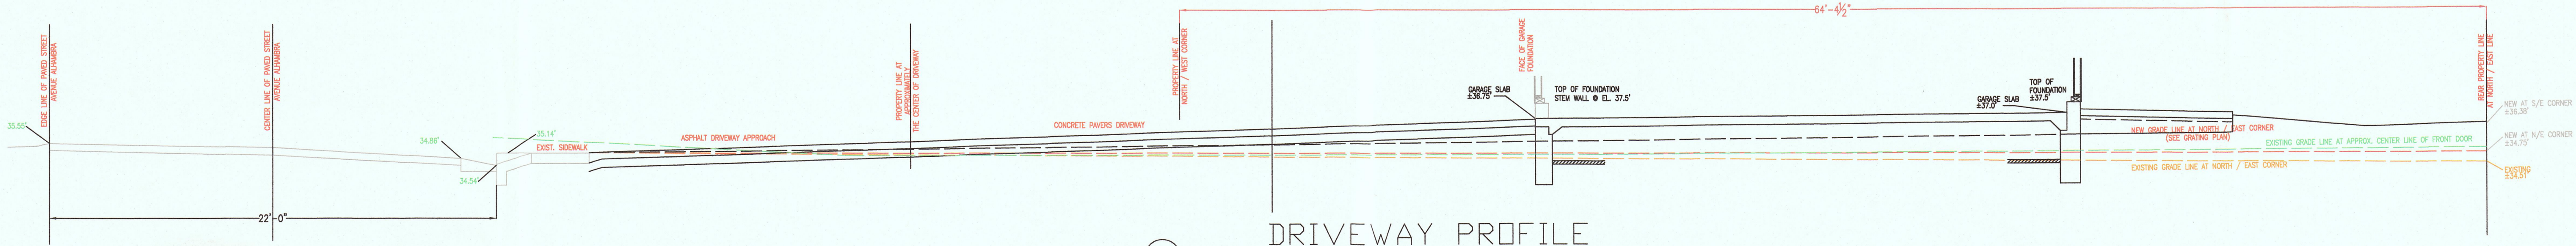 64'-4½"
EDGE LINE OF PAVED STREET
AVENUE ALHAMBRA
CENTER LINE OF PAVED STREET
AVENUE ALHAMBRA
PROPERTY LINE AT
APPROXIMATELY
THE CENTER OF DRIVEWAY
PROPERTY LINE AT
NORTH / WEST CORNER
FACE OF GARAGE
FOUNDATION
REAR PROPERTY LINE
AT NORTH / EAST LINE
35.55'
34.86'
34.54'
35.14'
EXIST. SIDEWALK
ASPHALT DRIVEWAY APPROACH
CONCRETE PAVERS DRIVEWAY
GARAGE SLAB
±36.75'
TOP OF FOUNDATION
STEM WALL @ EL. 37.5'
GARAGE SLAB
±37.0'
TOP OF
FOUNDATION
±37.5'
NEW GRADE LINE AT NORTH / EAST CORNER
(SEE GRATING PLAN)
EXISTING GRADE LINE AT APPROX. CENTER LINE OF FRONT DOOR
EXISTING GRADE LINE AT NORTH / EAST CORNER
NEW AT S/E CORNER
±36.38'
NEW AT N/E CORNER
±34.75'
EXISTING
±34.51'
22'-0"
DRIVEWAY PROFILE